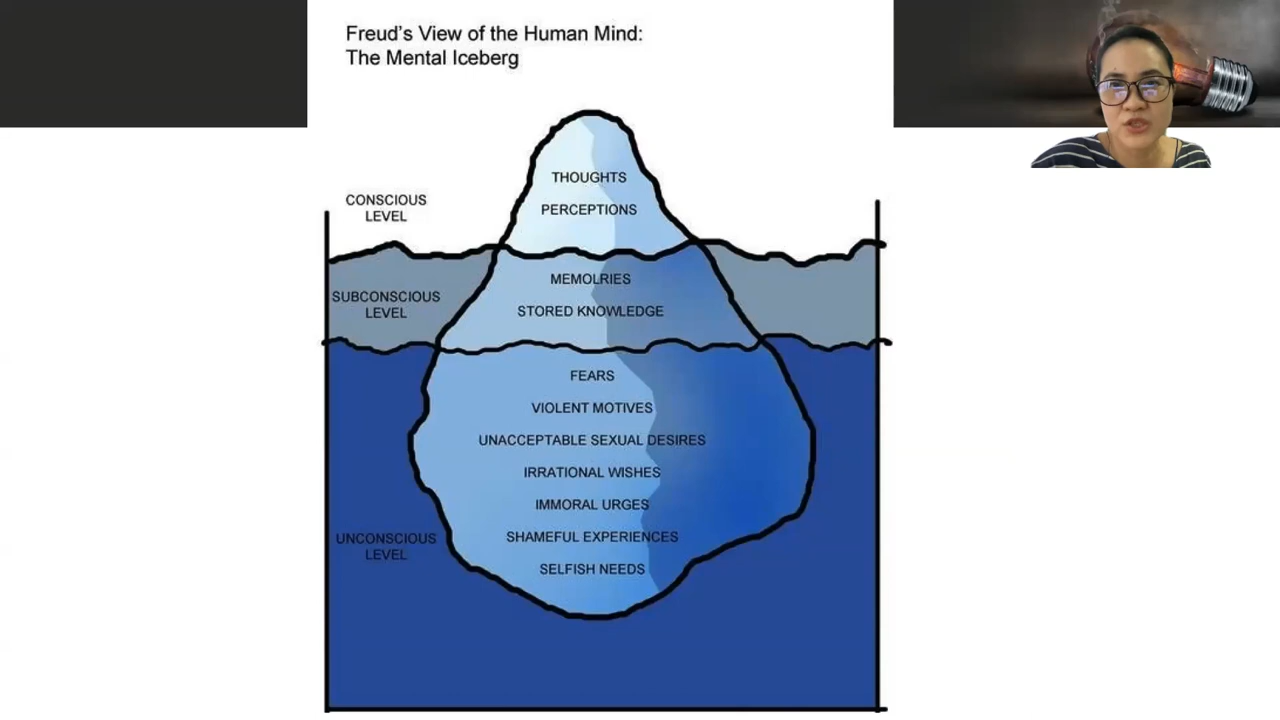 Freud's View of the Human Mind:
The Mental Iceberg
THOUGHTS
PERCEPTIONS
CONSCIOUS
LEVEL
MEMOLRIES
STORED KNOWLEDGE
SUBCONSCIOUS
LEVEL
FEARS
VIOLENT MOTIVES
UNACCEPTABLE SEXUAL DESIRES
IRRATIONAL WISHES
IMMORAL URGES
SHAMEFUL EXPERIENCES
SELFISH NEEDS
UNCONSCIOUS
LEVEL